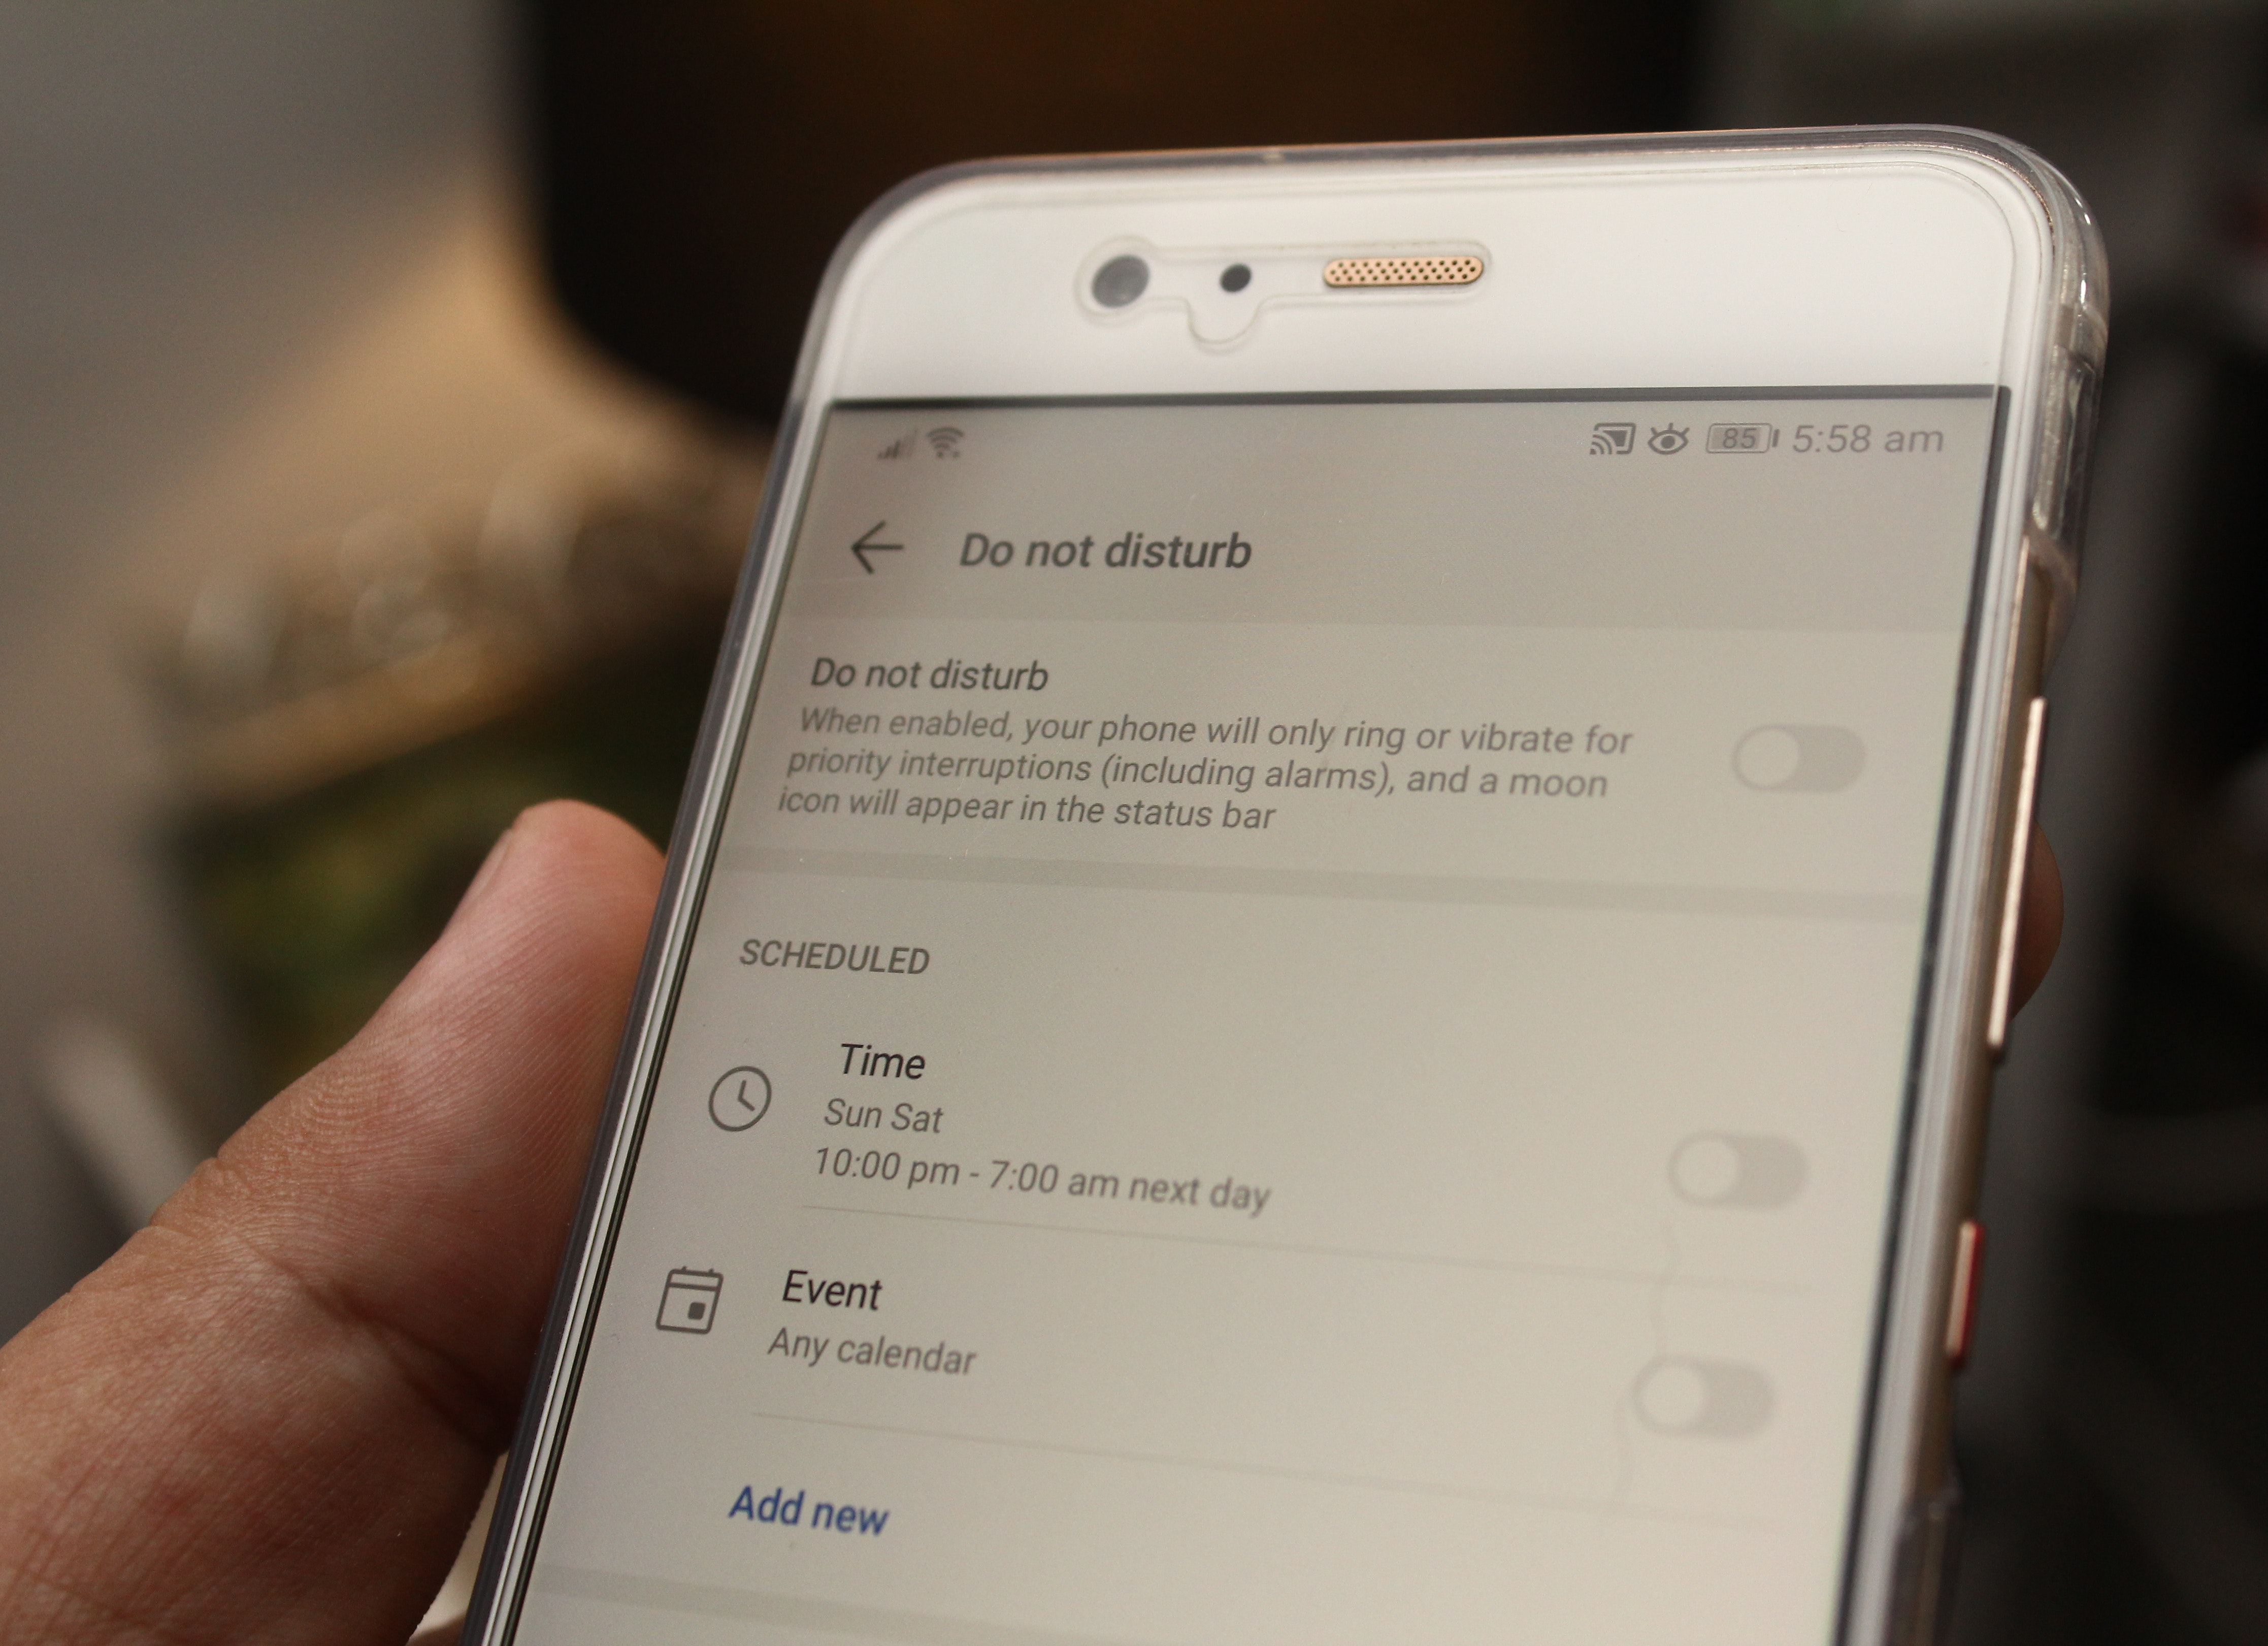 85 5:58 am
Do not disturb
Do not disturb
When enabled, your phone will only ring or vibrate for
priority interruptions (including alarms), and a moon
icon will appear in the status bar
SCHEDULED
Time
Sun Sat
10:00 pm - 7:00 am next day
Event
Any calendar
Add new